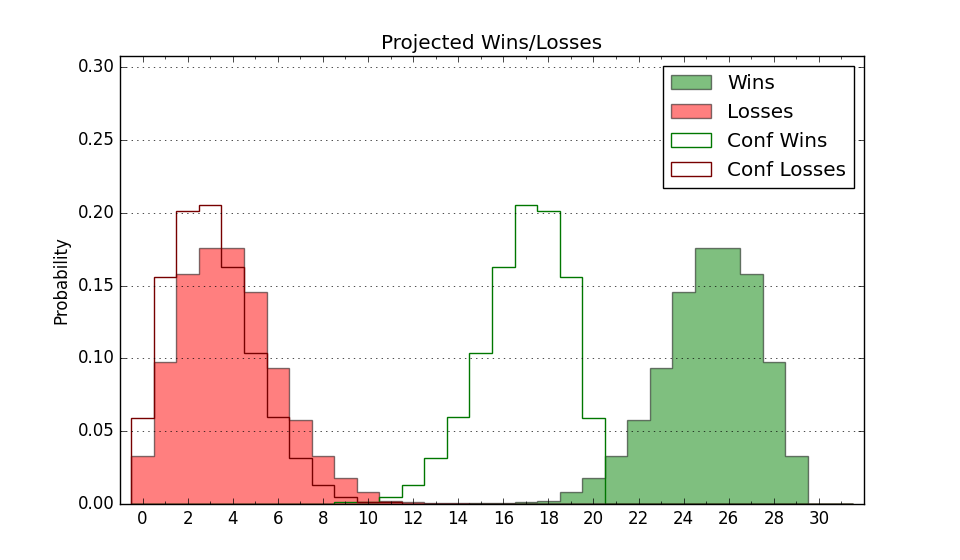 Projected Wins/Losses
Wins
Losses
Conf Wins
Conf Losses
Probability
0.30
0.25
0.20
0.15
0.10
0.05
0.00
0 2 4 6 8 10 12 14 16 18 20 22 24 26 28 30